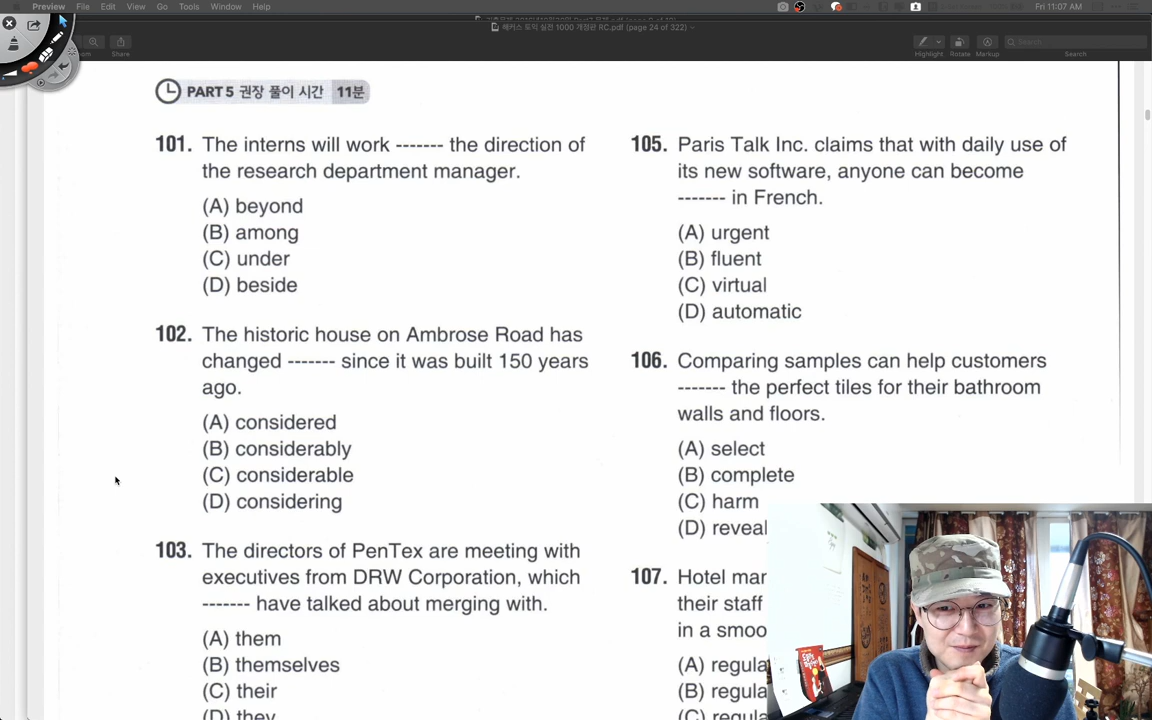 Preview File Edit View Go Tools Window Help
Fri 11:07 AM
해커스 토익 실전 1000 개정판 RC.pdf (page 24 of 322)
Share
Highlight Rotate Markup Search
Search
PART 5 권장 풀이 시간 11분
101. The interns will work ------- the direction of
the research department manager.
(A) beyond
(B) among
(C) under
(D) beside
102. The historic house on Ambrose Road has
changed ------- since it was built 150 years
ago.
(A) considered
(B) considerably
(C) considerable
(D) considering
103. The directors of PenTex are meeting with
executives from DRW Corporation, which
------- have talked about merging with.
(A) them
(B) themselves
(C) their
(D) they
105. Paris Talk Inc. claims that with daily use of
its new software, anyone can become
------- in French.
(A) urgent
(B) fluent
(C) virtual
(D) automatic
106. Comparing samples can help customers
------- the perfect tiles for their bathroom
walls and floors.
(A) select
(B) complete
(C) harm
(D) reveal
107. Hotel mar
their staff
in a smoo
(A) regula
(B) regula
(C) regula